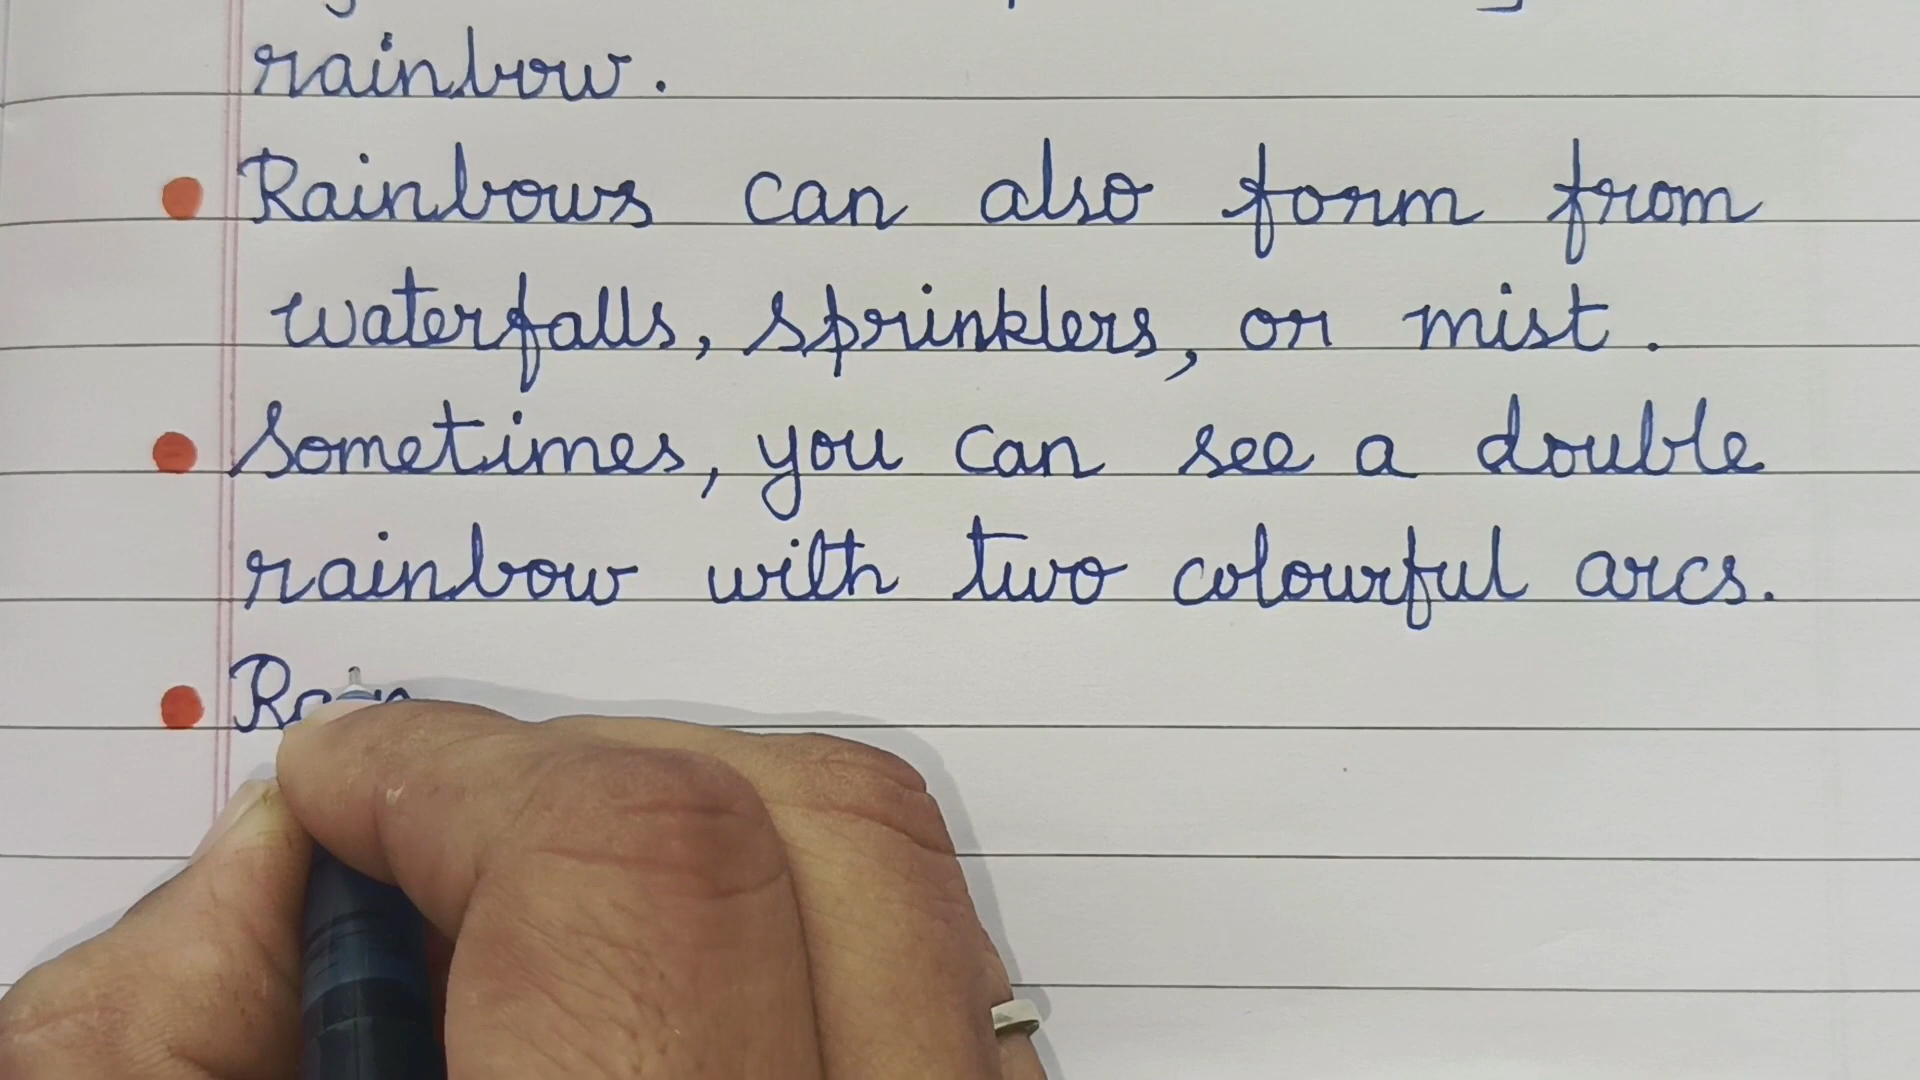 rainbow.
Rainbows can also form from
waterfalls, sprinklers, or mist.
Sometimes, you can see a double
rainbow with two colourful arcs.